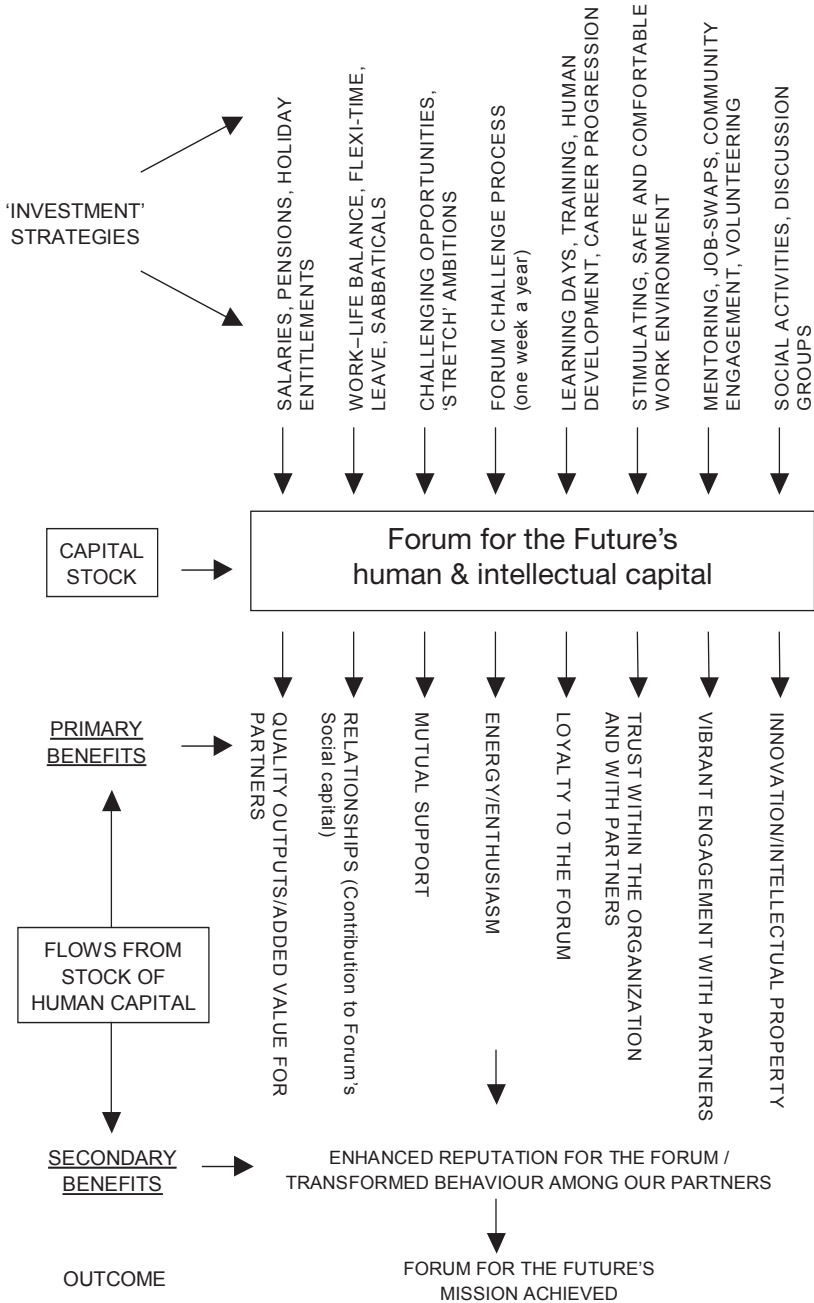 'INVESTMENT'
STRATEGIES
SALARIES, PENSIONS, HOLIDAY
ENTITLEMENTS
WORK–LIFE BALANCE, FLEXI-TIME,
LEAVE, SABBATICALS
CHALLENGING OPPORTUNITIES,
'STRETCH' AMBITIONS
FORUM CHALLENGE PROCESS
(one week a year)
LEARNING DAYS, TRAINING, HUMAN
DEVELOPMENT, CAREER PROGRESSION
STIMULATING, SAFE AND COMFORTABLE
WORK ENVIRONMENT
MENTORING, JOB-SWAPS, COMMUNITY
ENGAGEMENT, VOLUNTEERING
SOCIAL ACTIVITIES, DISCUSSION
GROUPS
CAPITAL
STOCK
Forum for the Future's
human & intellectual capital
PRIMARY
BENEFITS
QUALITY OUTPUTS/ADDED VALUE FOR
PARTNERS
RELATIONSHIPS (Contribution to Forum's
Social capital)
MUTUAL SUPPORT
ENERGY/ENTHUSIASM
LOYALTY TO THE FORUM
TRUST WITHIN THE ORGANIZATION
AND WITH PARTNERS
VIBRANT ENGAGEMENT WITH PARTNERS
INNOVATION/INTELLECTUAL PROPERTY
FLOWS FROM
STOCK OF
HUMAN CAPITAL
SECONDARY
BENEFITS
ENHANCED REPUTATION FOR THE FORUM /
TRANSFORMED BEHAVIOUR AMONG OUR PARTNERS
OUTCOME
FORUM FOR THE FUTURE'S
MISSION ACHIEVED